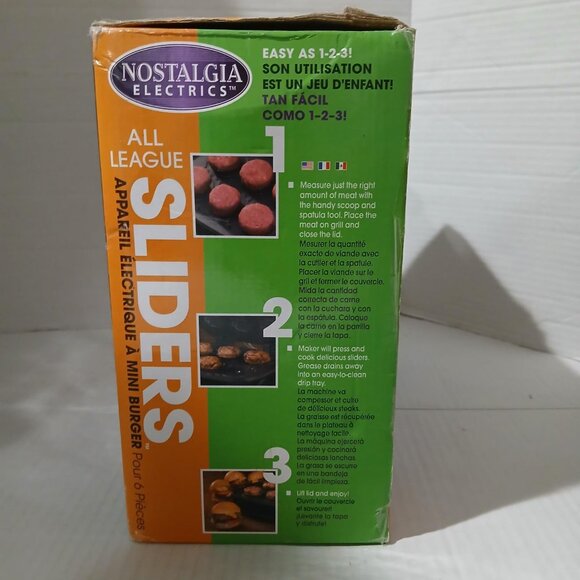 NOSTALGIA
ELECTRICS™
EASY AS 1-2-3!
SON UTILISATION
EST UN JEU D'ENFANT!
TAN FÁCIL
COMO 1-2-3!
ALL
LEAGUE
SLIDERS™
APPAREIL ÉLECTRIQUE À MINI BURGER Pour 6 Pièces
1
Measure just the right
amount of meat with
the handy scoop and
spatula tool. Place the
meat on grill and
close the lid.
Mesurer la quantité
exacte de viande avec
la cuiller et la spatule.
Placer la viande sur le
gril et fermer le couvercle.
Mida la cantidad
correcta de carne
con la cuchara y con
la espátula. Coloque
la carne en la parrilla
y cierre la tapa.
2
Maker will press and
cook delicious sliders.
Grease drains away
into an easy-to-clean
drip tray.
La machine va
compresser et cuire
de délicieux steaks.
La graisse est récupérée
dans le plateau à
nettoyage facile.
La máquina ejercerá
presión y cocinará
deliciosas lonchas.
La grasa se escurre
en una bandeja
de fácil limpieza.
3
Lift lid and enjoy!
Ouvrir le couvercle
et savourer!
¡Levante la tapa
y disfrute!